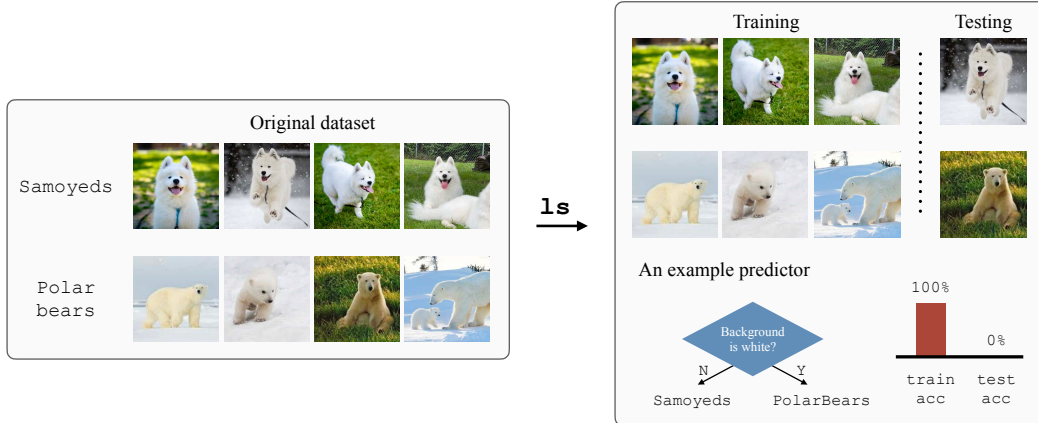 Original dataset
Samoyeds
Polar
bears
ls
Training
Testing
An example predictor
Background
is white?
N
Y
Samoyeds
PolarBears
100%
0%
train
acc
test
acc